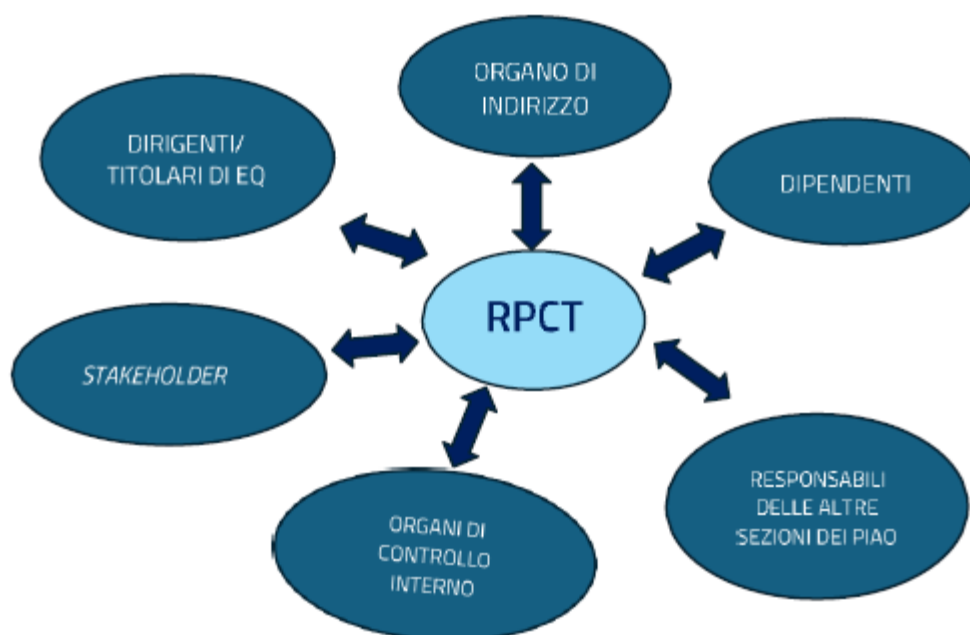 ORGANO DI
INDIRIZZO
DIRIGENTI/
TITOLARI DI EQ
DIPENDENTI
RPCT
STAKEHOLDER
RESPONSABILI
DELLE ALTRE
SEZIONI DEI PIAO
ORGANI DI
CONTROLLO
INTERNO